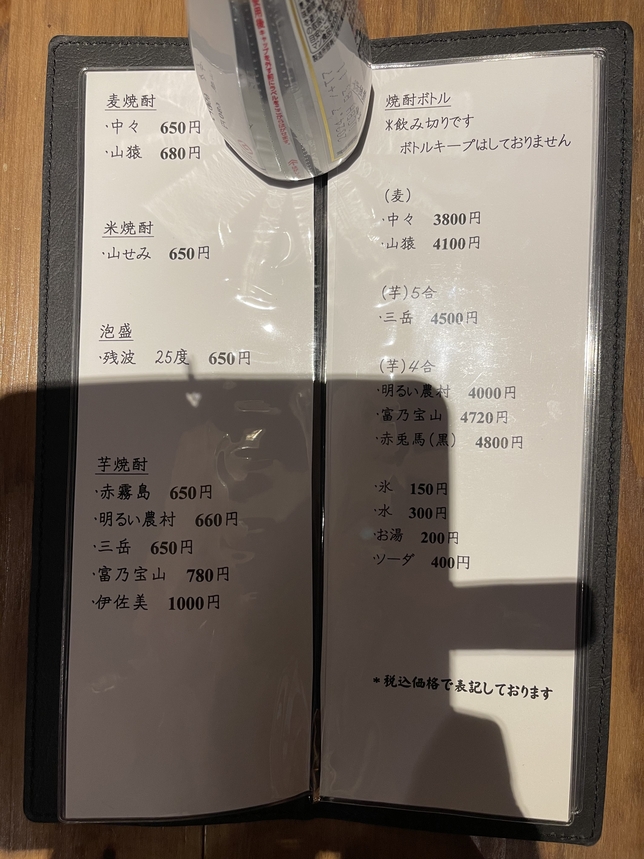 麦焼酎
・中々 650円
・山猿 680円
米焼酎
・山せみ 650円
泡盛
・残波 25度 650円
芋焼酎
・赤霧島 650円
・明るい農村 660円
・三岳 650円
・富乃宝山 780円
・伊佐美 1000円
焼酎ボトル
*飲み切りです
ボトルキープはしておりません
(麦)
・中々 3800円
・山猿 4100円
(芋)5合
・三岳 4500円
(芋)4合
・明るい農村 4000円
・富乃宝山 4720円
・赤兎馬(黒) 4800円
・氷 150円
・水 300円
・お湯 200円
ソーダ 400円
*税込価格で表記しております